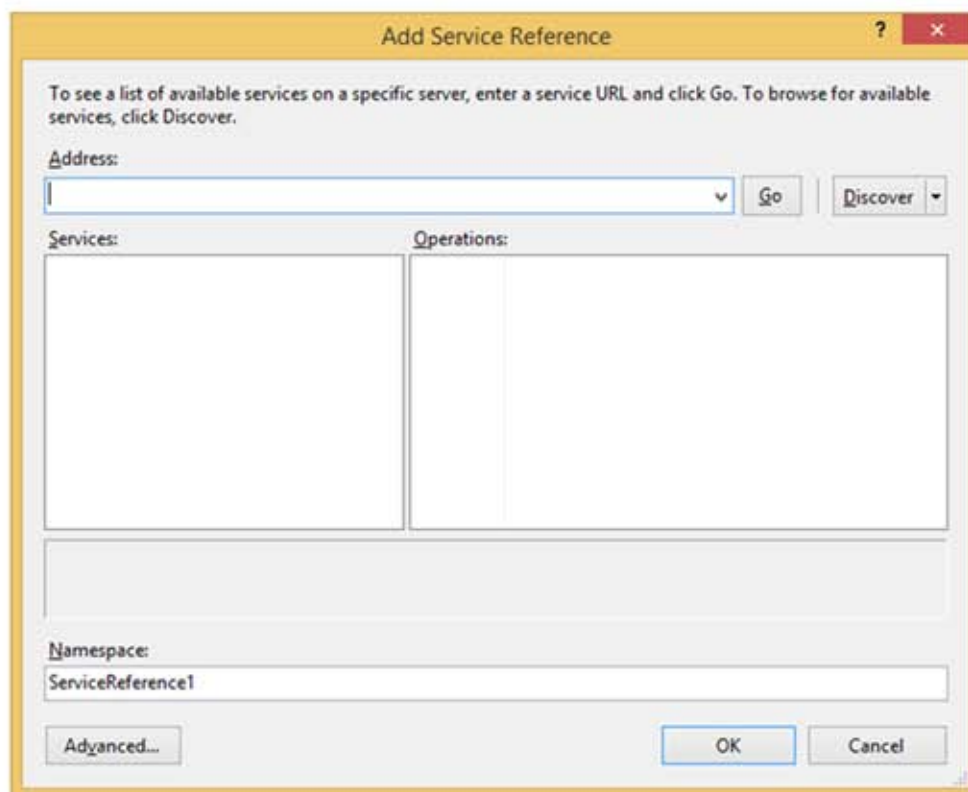 Add Service Reference
?
To see a list of available services on a specific server, enter a service URL and click Go. To browse for available
services, click Discover.
Address:
Go
Discover
Services:
Operations:
Namespace:
ServiceReference1
Advanced...
OK
Cancel